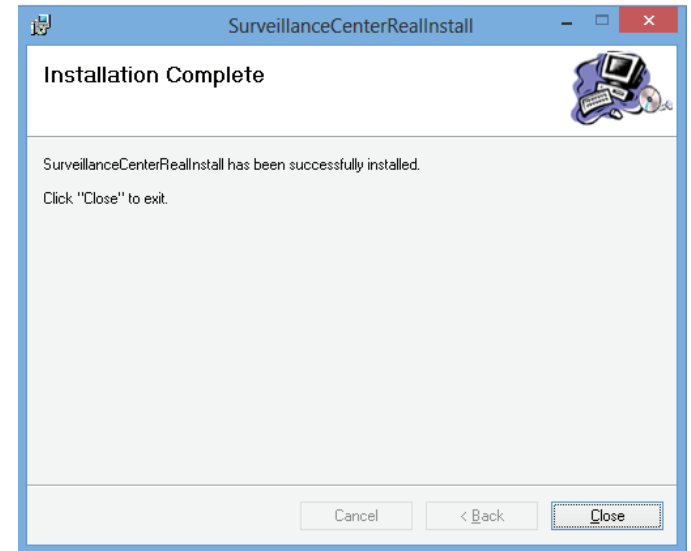 SurveillanceCenterRealInstall
Installation Complete
SurveillanceCenterRealInstall has been successfully installed.
Click "Close" to exit.
Cancel
< Back
Close